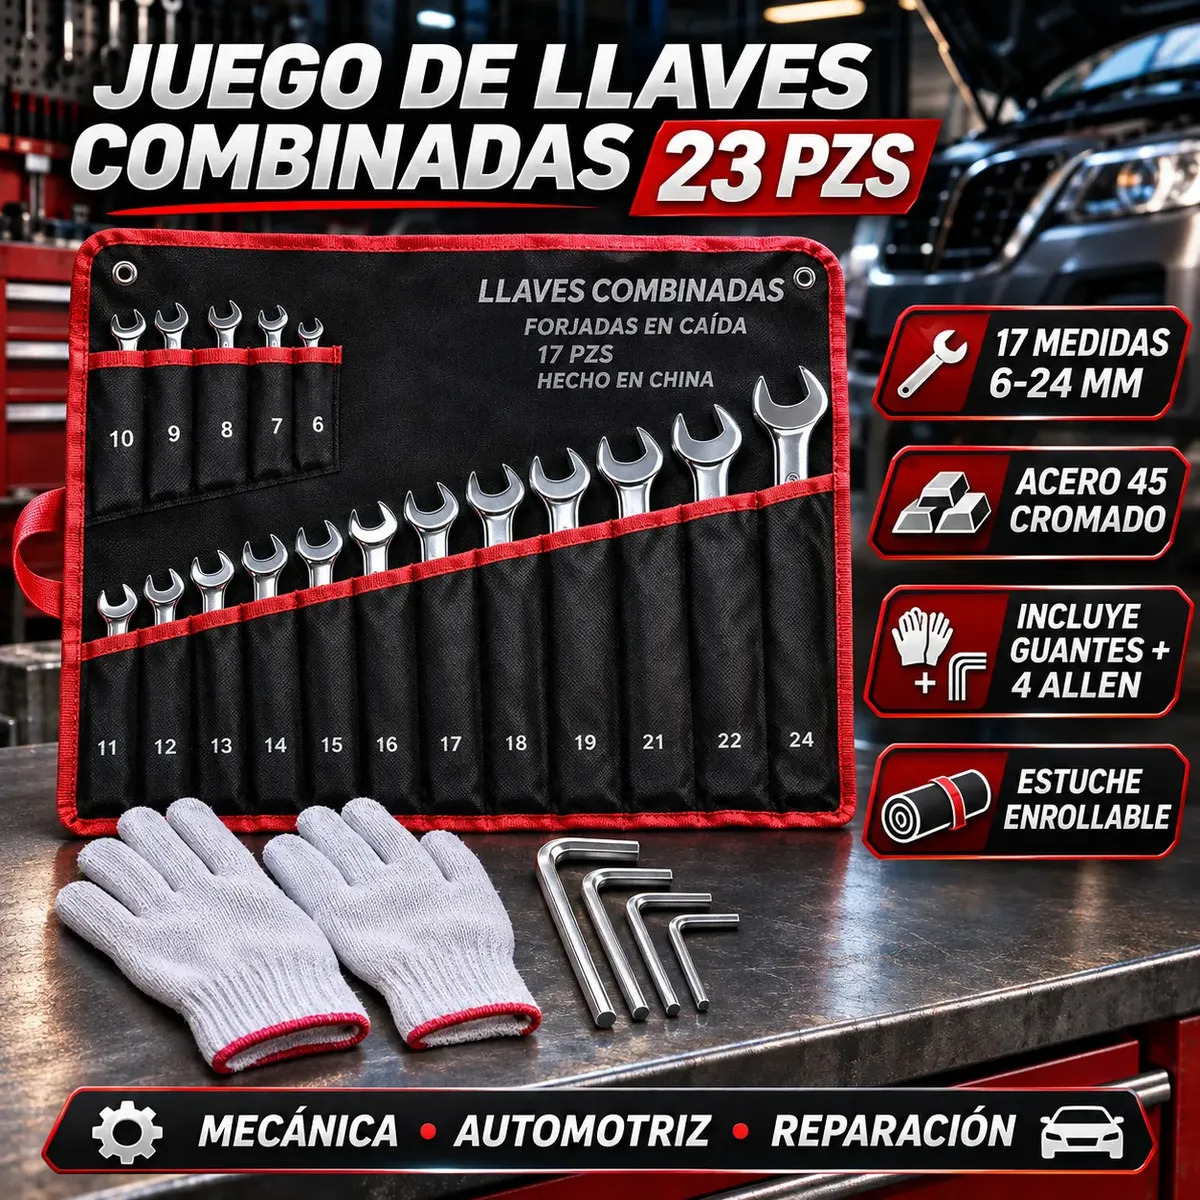 JUEGO DE LLAVES
COMBINADAS 23 PZS
LLAVES COMBINADAS
FORJADAS EN CAÍDA
17 PZS
HECHO EN CHINA
10 9 8 7 6
11 12 13 14 15 16 17 18 19 21 22 24
17 MEDIDAS
6-24 MM
ACERO 45
CROMADO
INCLUYE
GUANTES +
4 ALLEN
ESTUCHE
ENROLLABLE
MECÁNICA • AUTOMOTRIZ • REPARACIÓN